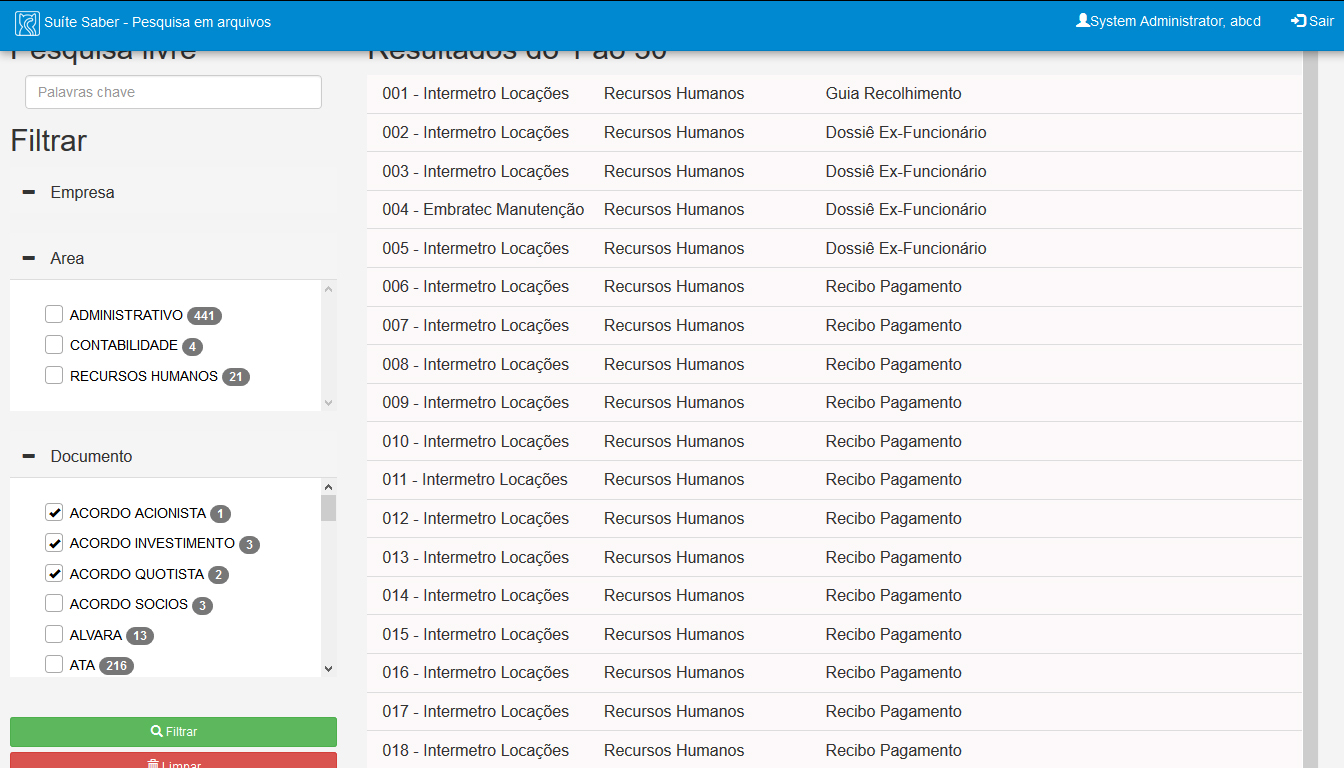 Suíte Saber - Pesquisa em arquivos
System Administrator, abcd
Sair
Pesquisa livre
Palavras chave
Filtrar
Empresa
Area
ADMINISTRATIVO 441
CONTABILIDADE 4
RECURSOS HUMANOS 21
Documento
ACORDO ACIONISTA 1
ACORDO INVESTIMENTO 3
ACORDO QUOTISTA 2
ACORDO SOCIOS 3
ALVARA 13
ATA 216
Filtrar
Limpar
Resultados do 1 ao 50
001 - Intermetro Locações Recursos Humanos Guia Recolhimento
002 - Intermetro Locações Recursos Humanos Dossiê Ex-Funcionário
003 - Intermetro Locações Recursos Humanos Dossiê Ex-Funcionário
004 - Embratec Manutenção Recursos Humanos Dossiê Ex-Funcionário
005 - Intermetro Locações Recursos Humanos Dossiê Ex-Funcionário
006 - Intermetro Locações Recursos Humanos Recibo Pagamento
007 - Intermetro Locações Recursos Humanos Recibo Pagamento
008 - Intermetro Locações Recursos Humanos Recibo Pagamento
009 - Intermetro Locações Recursos Humanos Recibo Pagamento
010 - Intermetro Locações Recursos Humanos Recibo Pagamento
011 - Intermetro Locações Recursos Humanos Recibo Pagamento
012 - Intermetro Locações Recursos Humanos Recibo Pagamento
013 - Intermetro Locações Recursos Humanos Recibo Pagamento
014 - Intermetro Locações Recursos Humanos Recibo Pagamento
015 - Intermetro Locações Recursos Humanos Recibo Pagamento
016 - Intermetro Locações Recursos Humanos Recibo Pagamento
017 - Intermetro Locações Recursos Humanos Recibo Pagamento
018 - Intermetro Locações Recursos Humanos Recibo Pagamento